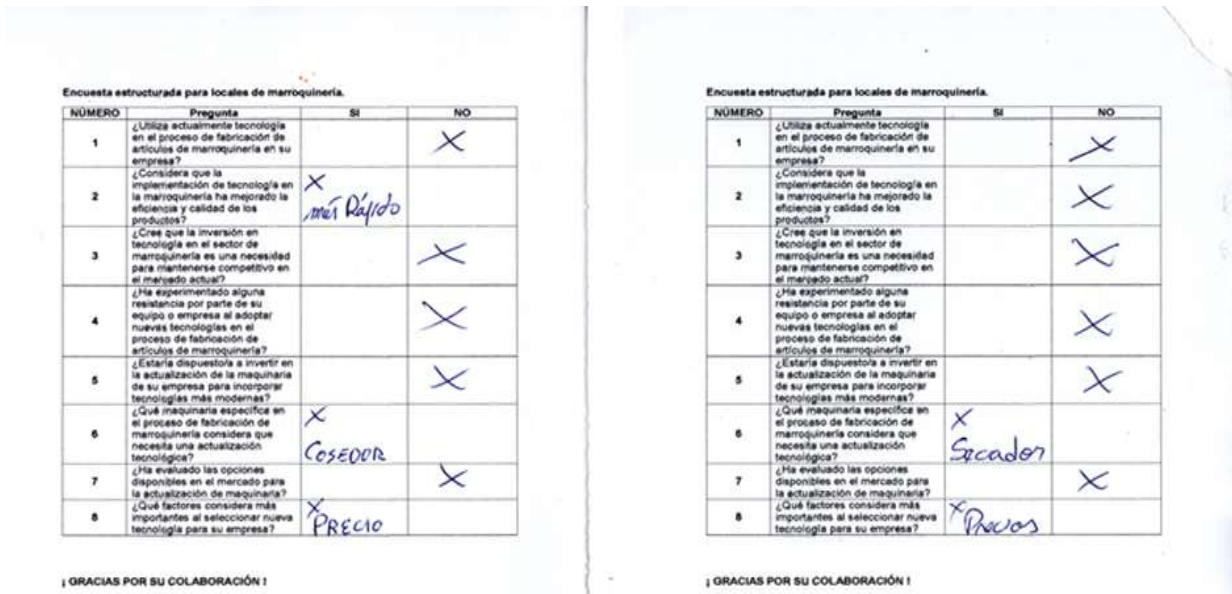 Encuesta estructurada para locales de marroquinería.
NÚMERO Pregunta SI NO
1 ¿Utiliza actualmente tecnología
en el proceso de fabricación de
artículos de marroquinería en su
empresa? X
2 ¿Considera que la
implementación de tecnología en
la marroquinería ha mejorado la
eficiencia y calidad de los
productos? X
más Rápido
3 ¿Cree que la inversión en
tecnología en el sector de
marroquinería es una necesidad
para mantenerse competitivo en
el mercado actual? X
4 ¿Ha experimentado alguna
resistencia por parte de su
equipo o empresa al adoptar
nuevas tecnologías en el
proceso de fabricación de
artículos de marroquinería? X
5 ¿Estaría dispuesto/a a invertir en
la actualización de la maquinaria
de su empresa para incorporar
tecnologías más modernas? X
6 ¿Qué maquinaria específica en
el proceso de fabricación de
marroquinería considera que
necesita una actualización
tecnológica? X
COSEDOR
7 ¿Ha evaluado las opciones
disponibles en el mercado para
la actualización de maquinaria? X
8 ¿Qué factores considera más
importantes al seleccionar nueva
tecnología para su empresa? X
PRECIO
¡ GRACIAS POR SU COLABORACIÓN !
Encuesta estructurada para locales de marroquinería.
NÚMERO Pregunta SI NO
1 ¿Utiliza actualmente tecnología
en el proceso de fabricación de
artículos de marroquinería en su
empresa? X
2 ¿Considera que la
implementación de tecnología en
la marroquinería ha mejorado la
eficiencia y calidad de los
productos? X
3 ¿Cree que la inversión en
tecnología en el sector de
marroquinería es una necesidad
para mantenerse competitivo en
el mercado actual? X
4 ¿Ha experimentado alguna
resistencia por parte de su
equipo o empresa al adoptar
nuevas tecnologías en el
proceso de fabricación de
artículos de marroquinería? X
5 ¿Estaría dispuesto/a a invertir en
la actualización de la maquinaria
de su empresa para incorporar
tecnologías más modernas? X
6 ¿Qué maquinaria específica en
el proceso de fabricación de
marroquinería considera que
necesita una actualización
tecnológica? X
Secador
7 ¿Ha evaluado las opciones
disponibles en el mercado para
la actualización de maquinaria? X
8 ¿Qué factores considera más
importantes al seleccionar nueva
tecnología para su empresa? X
Precios
¡ GRACIAS POR SU COLABORACIÓN !